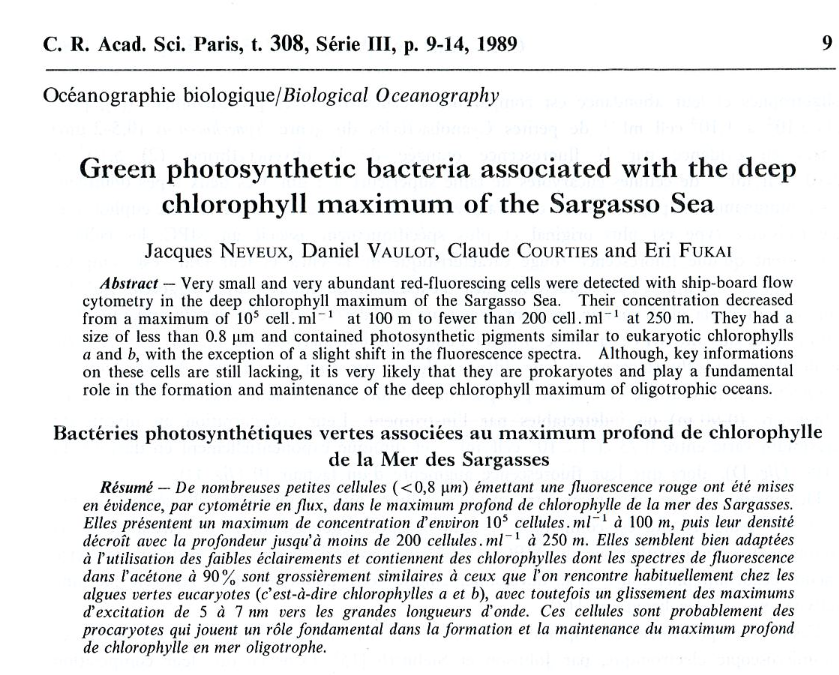 C. R. Acad. Sci. Paris, t. 308, Série III, p. 9-14, 1989 9
Océanographie biologique/Biological Oceanography
Green photosynthetic bacteria associated with the deep
chlorophyll maximum of the Sargasso Sea
Jacques NEVEUX, Daniel VAULOT, Claude COURTIES and Eri FUKAI
Abstract — Very small and very abundant red-fluorescing cells were detected with ship-board flow
cytometry in the deep chlorophyll maximum of the Sargasso Sea. Their concentration decreased
from a maximum of 10⁵ cell.ml⁻¹ at 100 m to fewer than 200 cell.ml⁻¹ at 250 m. They had a
size of less than 0.8 µm and contained photosynthetic pigments similar to eukaryotic chlorophylls
a and b, with the exception of a slight shift in the fluorescence spectra. Although, key informations
on these cells are still lacking, it is very likely that they are prokaryotes and play a fundamental
role in the formation and maintenance of the deep chlorophyll maximum of oligotrophic oceans.
Bactéries photosynthétiques vertes associées au maximum profond de chlorophylle
de la Mer des Sargasses
Résumé — De nombreuses petites cellules (<0,8 µm) émettant une fluorescence rouge ont été mises
en évidence, par cytométrie en flux, dans le maximum profond de chlorophylle de la mer des Sargasses.
Elles présentent un maximum de concentration d'environ 10⁵ cellules.ml⁻¹ à 100 m, puis leur densité
décroît avec la profondeur jusqu'à moins de 200 cellules.ml⁻¹ à 250 m. Elles semblent bien adaptées
à l'utilisation des faibles éclairements et contiennent des chlorophylles dont les spectres de fluorescence
dans l'acétone à 90% sont grossièrement similaires à ceux que l'on rencontre habituellement chez les
algues vertes eucaryotes (c'est-à-dire chlorophylles a et b), avec toutefois un glissement des maximums
d'excitation de 5 à 7 nm vers les grandes longueurs d'onde. Ces cellules sont probablement des
procaryotes qui jouent un rôle fondamental dans la formation et la maintenance du maximum profond
de chlorophylle en mer oligotrophe.